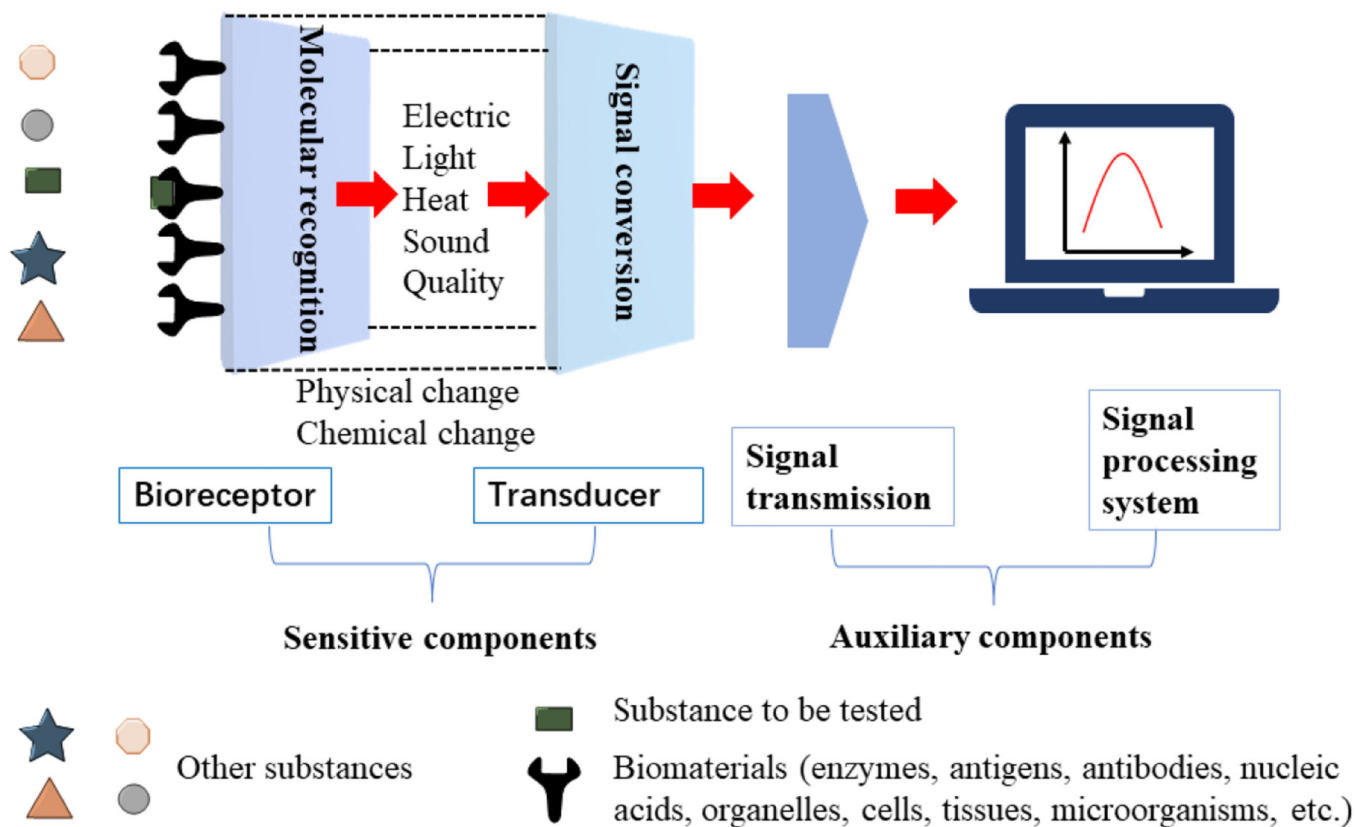 Molecular recognition
Electric
Light
Heat
Sound
Quality
Signal conversion
Physical change
Chemical change
Bioreceptor
Transducer
Signal
transmission
Signal
processing
system
Sensitive components
Auxiliary components
Other substances
Substance to be tested
Biomaterials (enzymes, antigens, antibodies, nucleic
acids, organelles, cells, tissues, microorganisms, etc.)